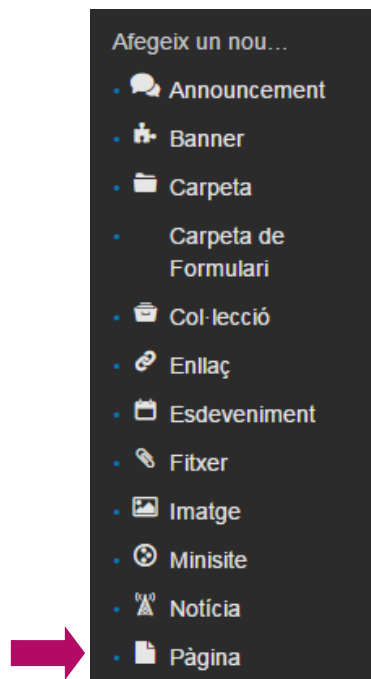 Afegeix un nou…
Announcement
Banner
Carpeta
Carpeta de
Formulari
Col·lecció
Enllaç
Esdeveniment
Fitxer
Imatge
Minisite
Notícia
Pàgina